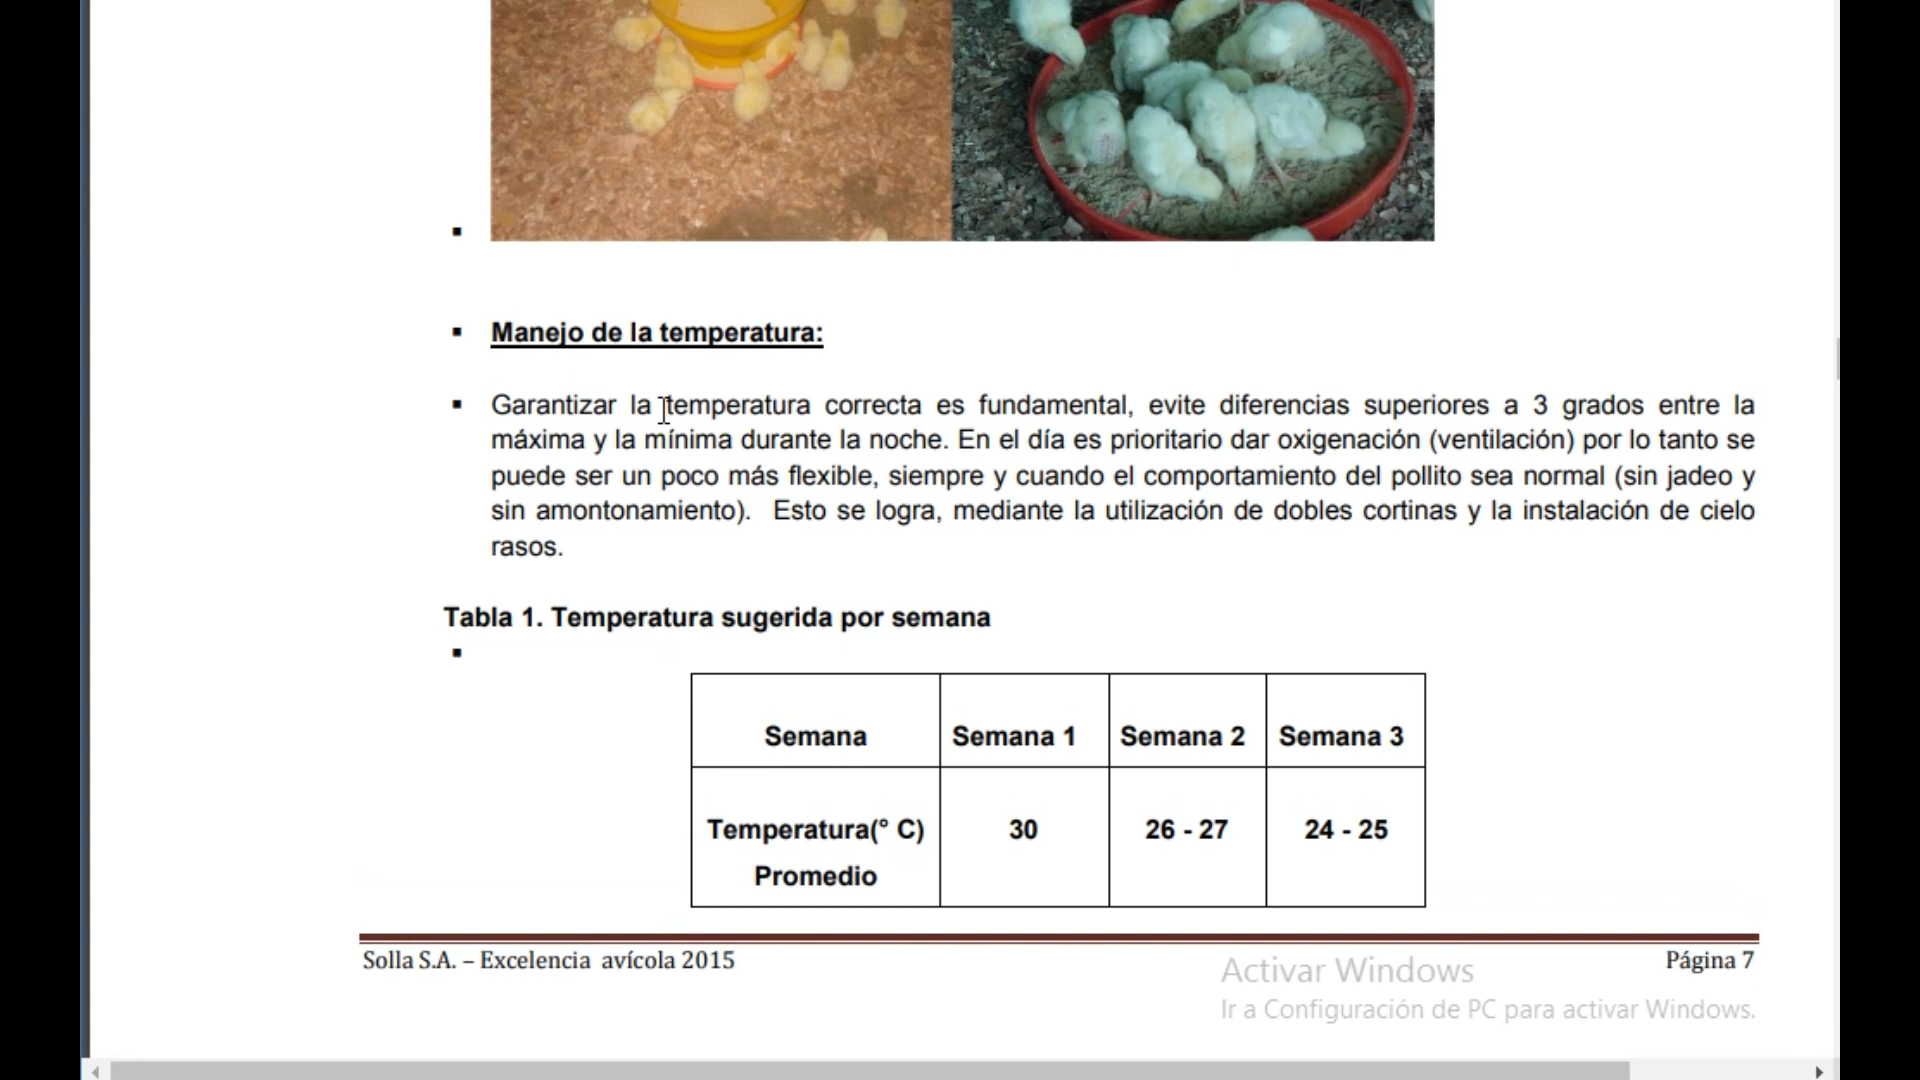 Manejo de la temperatura:
Garantizar la temperatura correcta es fundamental, evite diferencias superiores a 3 grados entre la
máxima y la mínima durante la noche. En el día es prioritario dar oxigenación (ventilación) por lo tanto se
puede ser un poco más flexible, siempre y cuando el comportamiento del pollito sea normal (sin jadeo y
sin amontonamiento). Esto se logra, mediante la utilización de dobles cortinas y la instalación de cielo
rasos.
Tabla 1. Temperatura sugerida por semana
Semana Semana 1 Semana 2 Semana 3
Temperatura(° C) 30 26 - 27 24 - 25
Promedio
Solla S.A. – Excelencia avícola 2015 Página 7
Activar Windows
Ir a Configuración de PC para activar Windows.